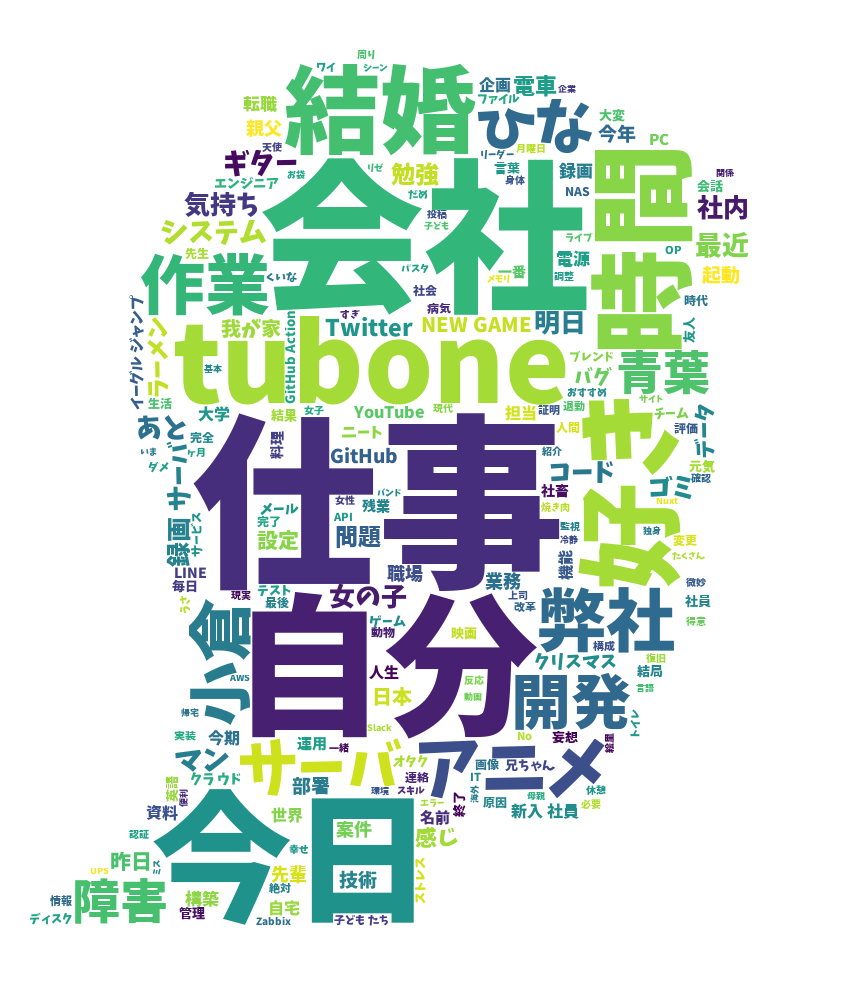 周り
ワイ
シーン
結婚
企画
電車
企業
転職
ファイル
ひな
大変
親父
今年
PC
天使
月曜日
時間
ギター
リーダー
お袋
リゼ
勉強
言葉
録画
関係
エンジニア
身体
会話
会社
NAS
社内
気持ち
だめ
投稿
子ども
システム
ライブ
最近
先生
OP
作業
くいな
パスタ
一番
電源
メモリ
調整
起動
社会
時代
病気
イーグル ジャンプ
ラーメン
我が家
GitHub Action
すぎ
Twitter
NEW GAME
明日
友人
tubone
基本
ブレンド
バグ
青葉
おすすめ
生活
サイト
大学
結果
女子
YouTube
現代
担当
証明
退勤
好き
チーム
あと
完全
料理
ニート
人間
評価
データ
いま
ヶ月
GitHub
紹介
ダメ
サーバ
仕事
コード
元気
確認
バンド
社畜
ゴミ
女性
メール
残業
焼き肉
Nuxt
録画
サービス
完了
API
監視
独身
設定
問題
冷静
変更
たくさん
LINE
職場
機能
毎日
テスト
業務
微妙
現実
最後
女の子
上司
うさ
改革
社員
小倉
ゲーム
弊社
得意
動物
自分
映画
構成
クリスマス
復旧
人生
結局
AWS
反応
言語
日本
動画
開発
帰宅
トイレ
Slack
実装
今期
運用
一緒
No
妄想
絵里
マン
サーバ
オタク
アニメ
画像
兄ちゃん
クラウド
連絡
IT
部署
環境
スキル
原因
海外
休憩
英語
便利
エラー
終了
母親
必要
資料
今日
世界
名前
新入 社員
認証
案件
感じ
昨日
ミス
幸せ
UPS
先輩
技術
ストレス
障害
絶対
情報
構築
自宅
ディスク
管理
Zabbix
子ども たち